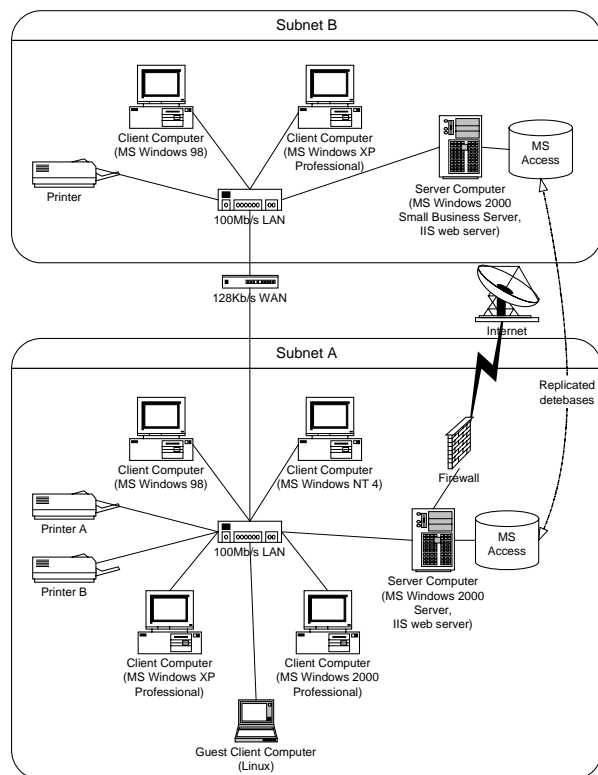 Subnet B
Client Computer
(MS Windows 98)
Client Computer
(MS Windows XP
Professional)
MS
Access
Printer
100Mb/s LAN
Server Computer
(MS Windows 2000
Small Business Server,
IIS web server)
128Kb/s WAN
Internet
Subnet A
Replicated
detebases
Client Computer
(MS Windows 98)
Client Computer
(MS Windows NT 4)
Firewall
Printer A
100Mb/s LAN
MS
Access
Printer B
Server Computer
(MS Windows 2000
Server,
IIS web server)
Client Computer
(MS Windows XP
Professional)
Client Computer
(MS Windows 2000
Professional)
Guest Client Computer
(Linux)